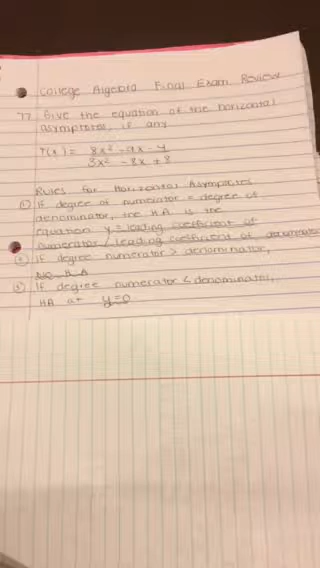 College Algebra Final Exam Review
77 Give the equation of the horizontal
asymptotes, if any
T(x) = 8x² - 9x - 4
3x² - 8x + 8
Rules for Horizontal Asymptotes
① If degree of numerator = degree of
denominator, the HA is the
equation y = leading coefficient of
numerator / leading coefficient of denominator
② If degree numerator > denominator,
NO H A
③ If degree numerator < denominator,
HA at y=0